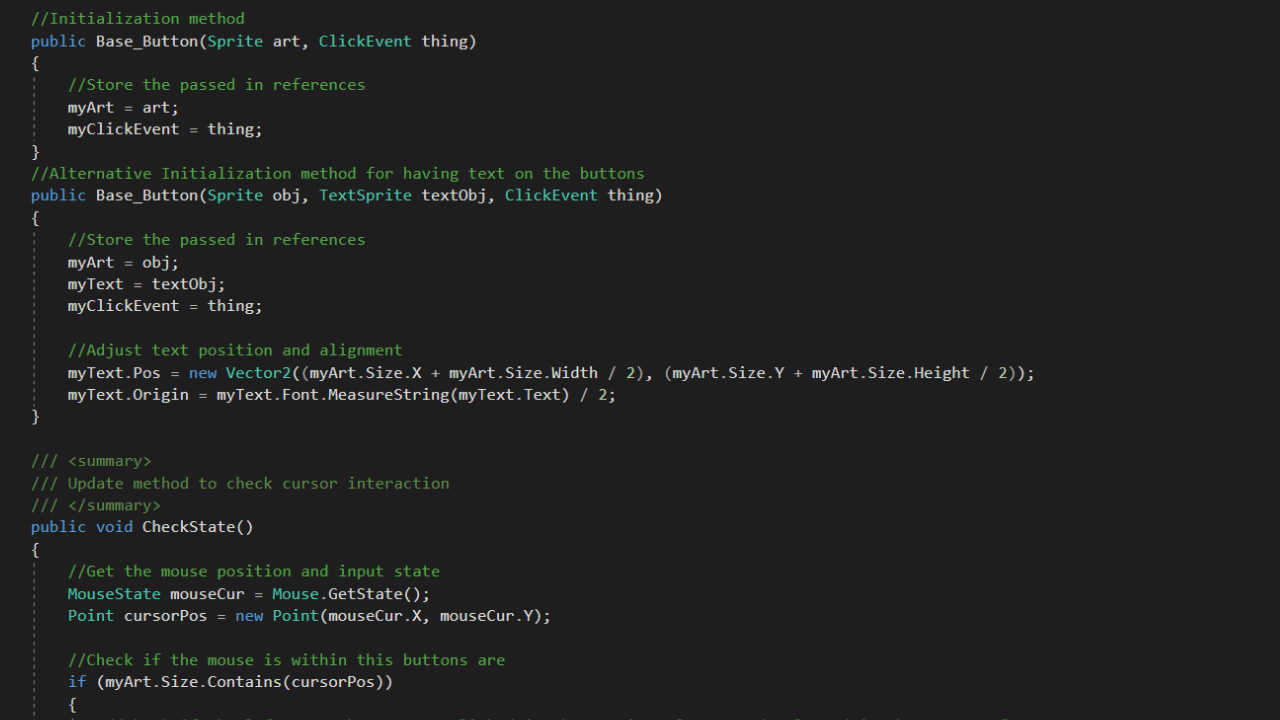 //Initialization method
public Base_Button(Sprite art, ClickEvent thing)
{
//Store the passed in references
myArt = art;
myClickEvent = thing;
}
//Alternative Initialization method for having text on the buttons
public Base_Button(Sprite obj, TextSprite textObj, ClickEvent thing)
{
//Store the passed in references
myArt = obj;
myText = textObj;
myClickEvent = thing;
//Adjust text position and alignment
myText.Pos = new Vector2((myArt.Size.X + myArt.Size.Width / 2), (myArt.Size.Y + myArt.Size.Height / 2));
myText.Origin = myText.Font.MeasureString(myText.Text) / 2;
}
/// <summary>
/// Update method to check cursor interaction
/// </summary>
public void CheckState()
{
//Get the mouse position and input state
MouseState mouseCur = Mouse.GetState();
Point cursorPos = new Point(mouseCur.X, mouseCur.Y);
//Check if the mouse is within this buttons are
if (myArt.Size.Contains(cursorPos))
{